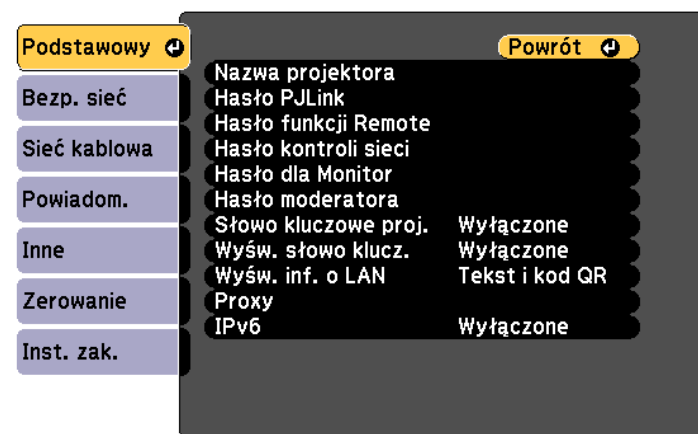 Podstawowy
Bezp. sieć
Sieć kablowa
Powiadom.
Inne
Zerowanie
Inst. zak.
Powrót
Nazwa projektora
Hasło PJLink
Hasło funkcji Remote
Hasło kontroli sieci
Hasło dla Monitor
Hasło moderatora
Słowo kluczowe proj. Wyłączone
Wyśw. słowo klucz. Wyłączone
Wyśw. inf. o LAN Tekst i kod QR
Proxy
IPv6 Wyłączone